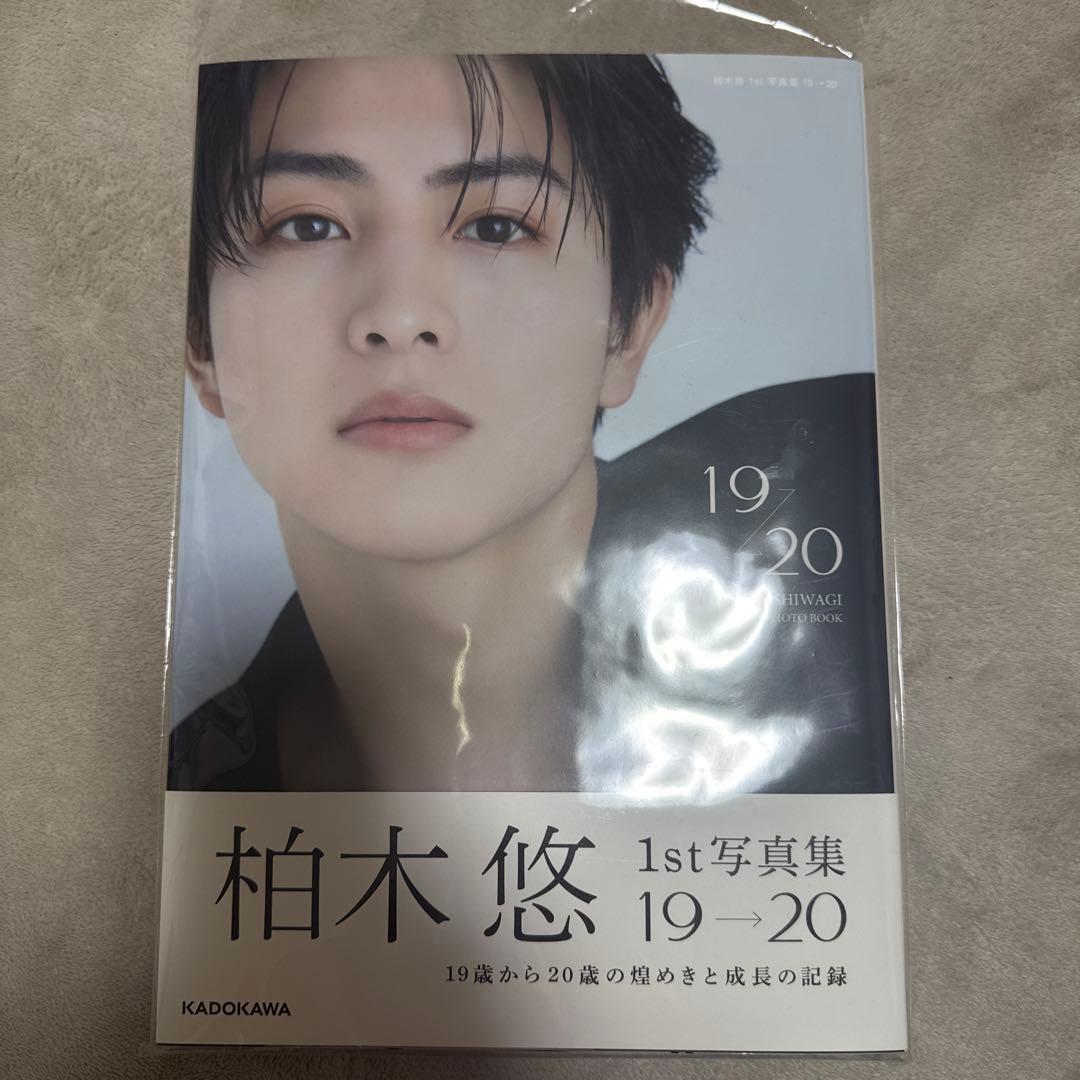 柏木悠 1st 写真集 19→20
19
20
SHIWAGI
HOTO BOOK
柏木 悠
1st写真集
19→20
19歳から20歳の煌めきと成長の記録
KADOKAWA